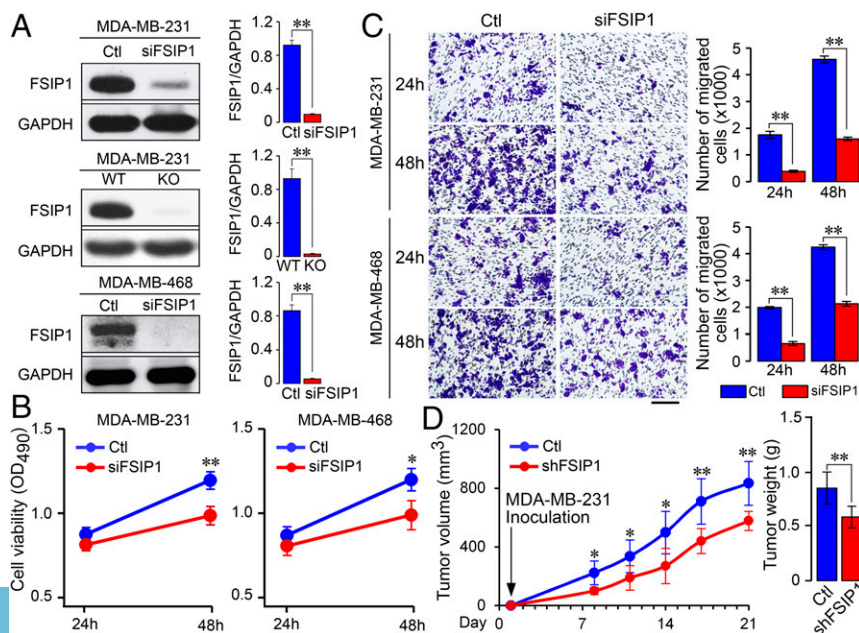 A
MDA-MB-231
Ctl siFSIP1
FSIP1
GAPDH
FSIP1/GAPDH
1.2
0.8
0.4
0
**
Ctl siFSIP1
MDA-MB-231
WT KO
FSIP1
GAPDH
FSIP1/GAPDH
1.2
0.8
0.4
0
**
WT KO
MDA-MB-468
Ctl siFSIP1
FSIP1
GAPDH
FSIP1/GAPDH
1.2
0.8
0.4
0
**
Ctl siFSIP1
B
MDA-MB-231
Cell viability (OD490)
1.5
1.0
0.5
Ctl
siFSIP1
**
24h 48h
MDA-MB-468
1.5
1.0
0.5
Ctl
siFSIP1
*
24h 48h
C
Ctl siFSIP1
MDA-MB-231
24h
48h
MDA-MB-468
24h
48h
Number of migrated
cells (x1000)
5
4
3
2
1
0
**
**
24h 48h
Number of migrated
cells (x1000)
5
4
3
2
1
0
**
**
24h 48h
Ctl siFSIP1
D
Tumor volume (mm3)
1200
800
400
0
Ctl
shFSIP1
MDA-MB-231
Inoculation
* * * ** **
Day 0 7 14 21
Tumor weight (g)
1.5
1.0
0.5
0
**
Ctl
shFSIP1